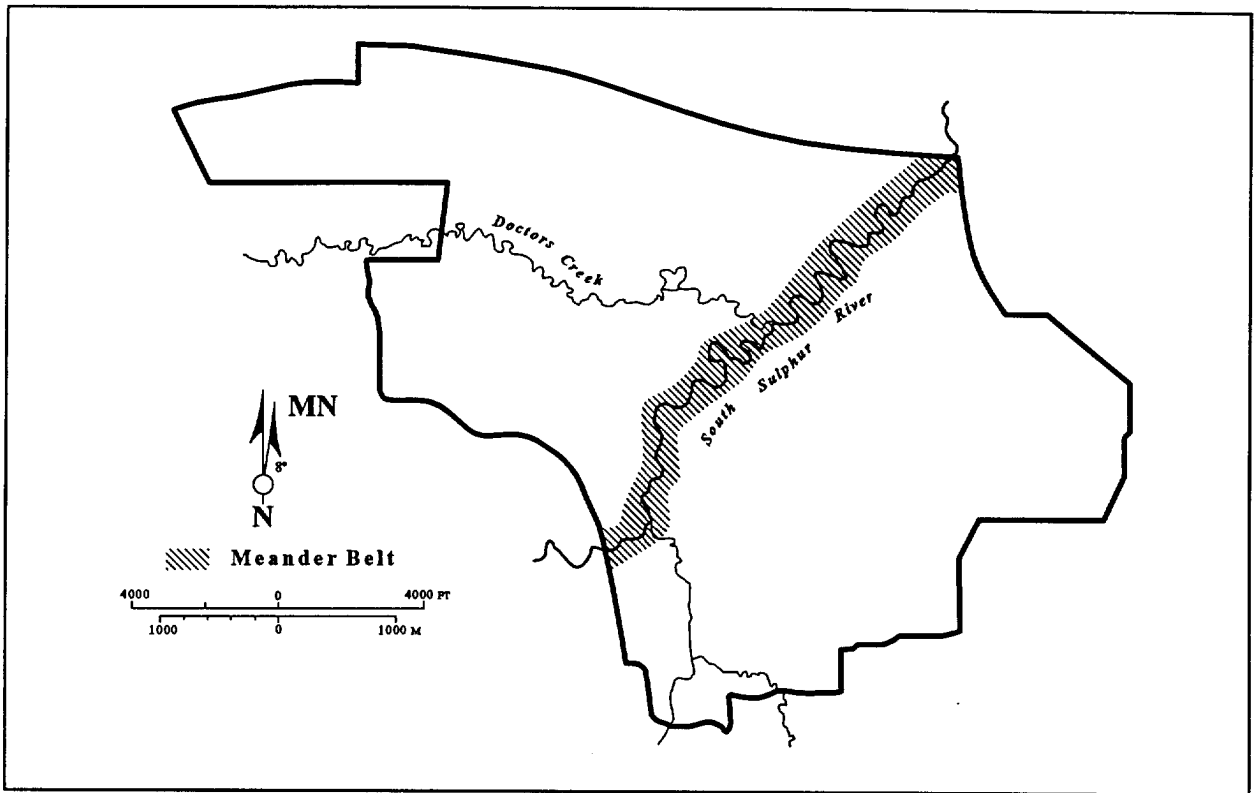 Doctors Creek
South Sulphur River
MN
8°
N
Meander Belt
4000 0 4000 FT
1000 0 1000 M